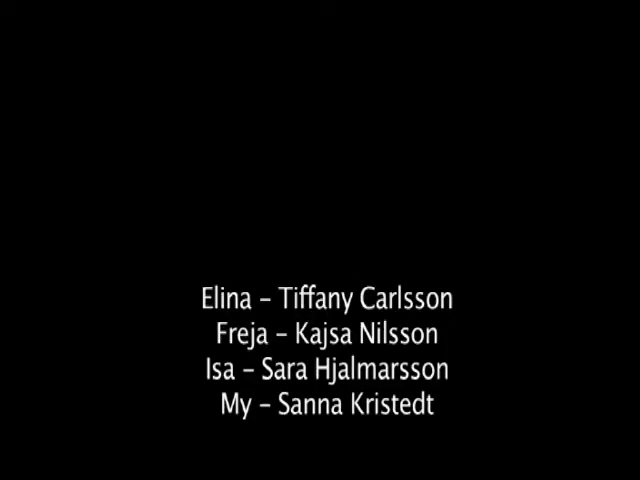 Elina – Tiffany Carlsson
Freja – Kajsa Nilsson
Isa – Sara Hjalmarsson
My – Sanna Kristedt